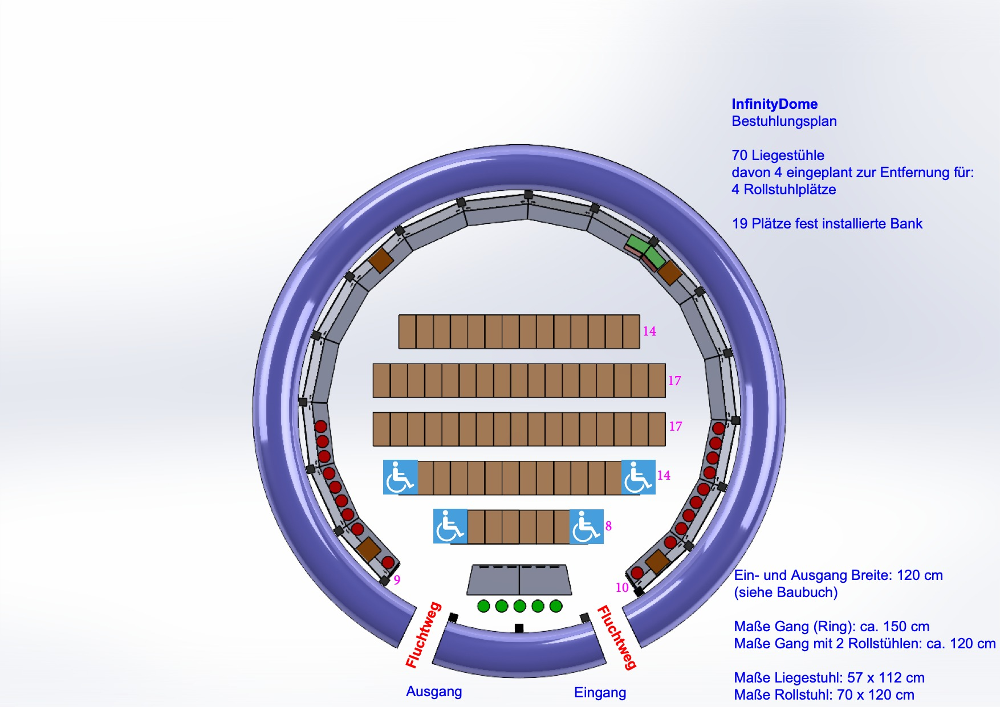 InfinityDome
Bestuhlungsplan
70 Liegestühle
davon 4 eingeplant zur Entfernung für:
4 Rollstuhlplätze
19 Plätze fest installierte Bank
14
17
17
14
8
9
10
Ein- und Ausgang Breite: 120 cm
(siehe Baubuch)
Maße Gang (Ring): ca. 150 cm
Maße Gang mit 2 Rollstühlen: ca. 120 cm
Maße Liegestuhl: 57 x 112 cm
Maße Rollstuhl: 70 x 120 cm
Fluchtweg
Fluchtweg
Ausgang
Eingang